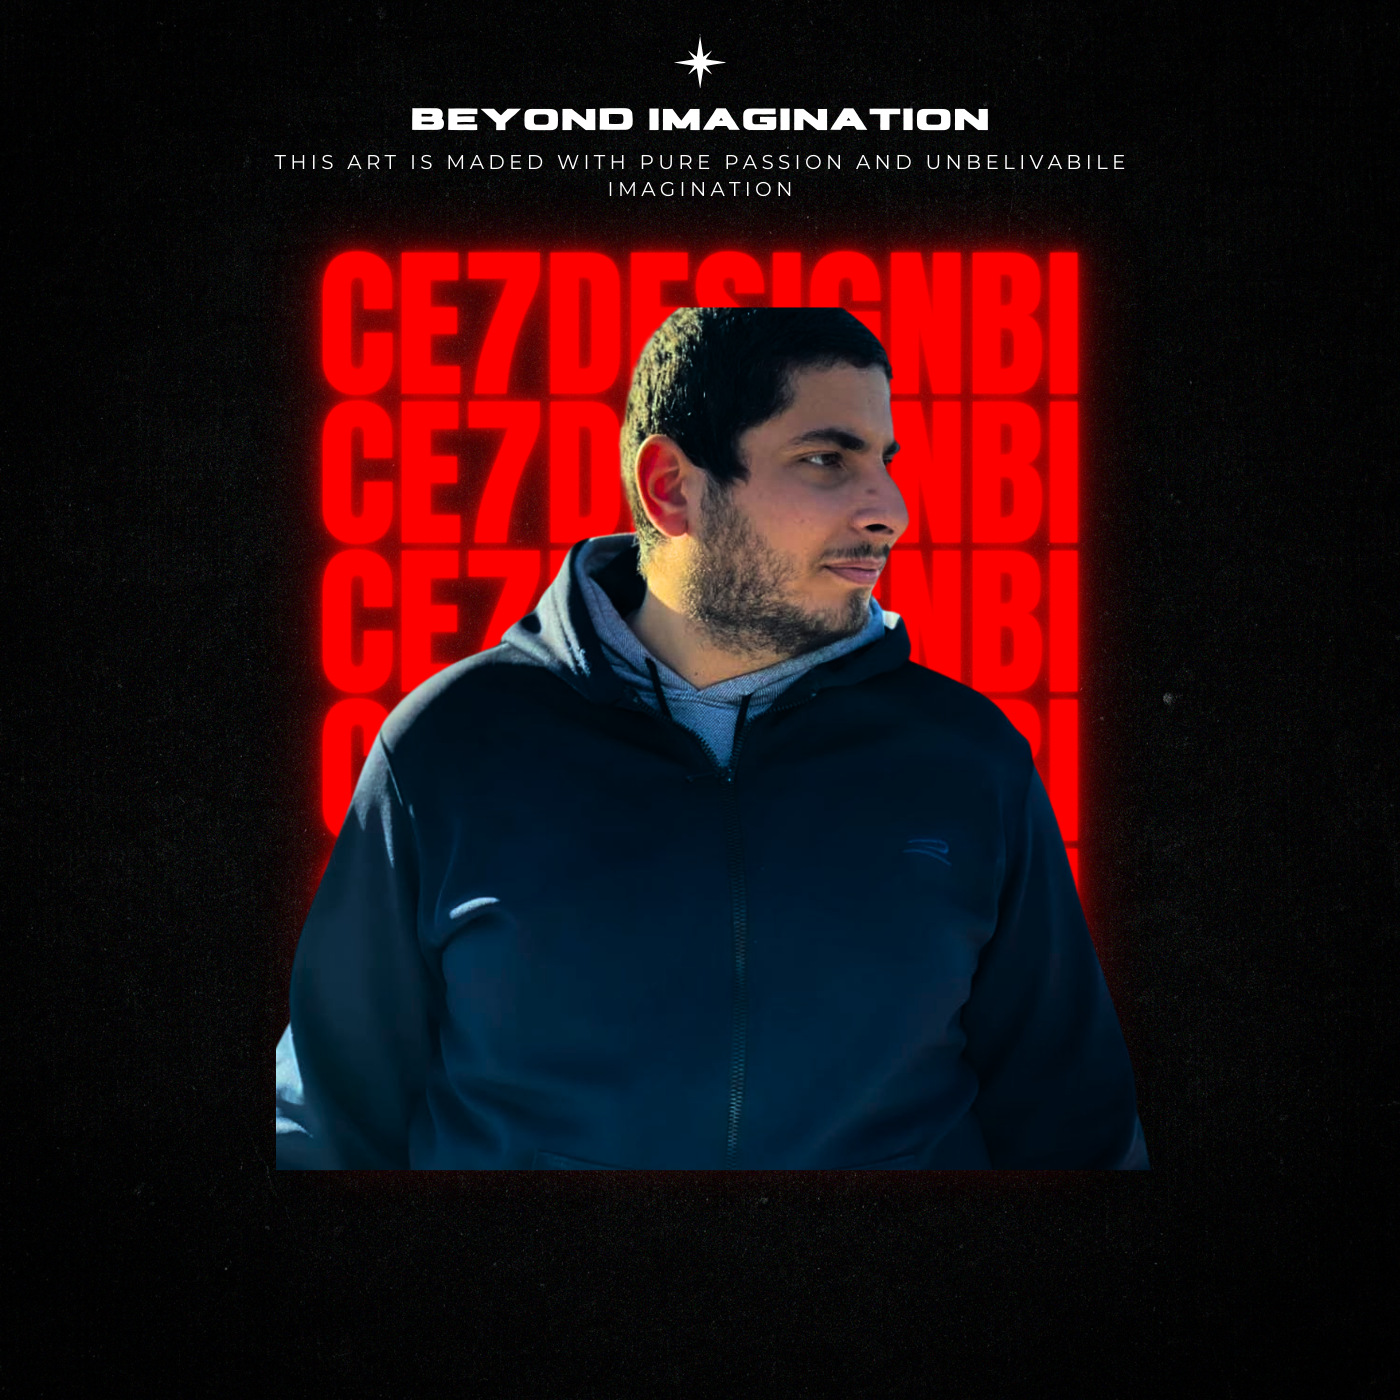 BEYOND IMAGINATION
THIS ART IS MADED WITH PURE PASSION AND UNBELIVABILE
IMAGINATION
CE7DESIGNBI